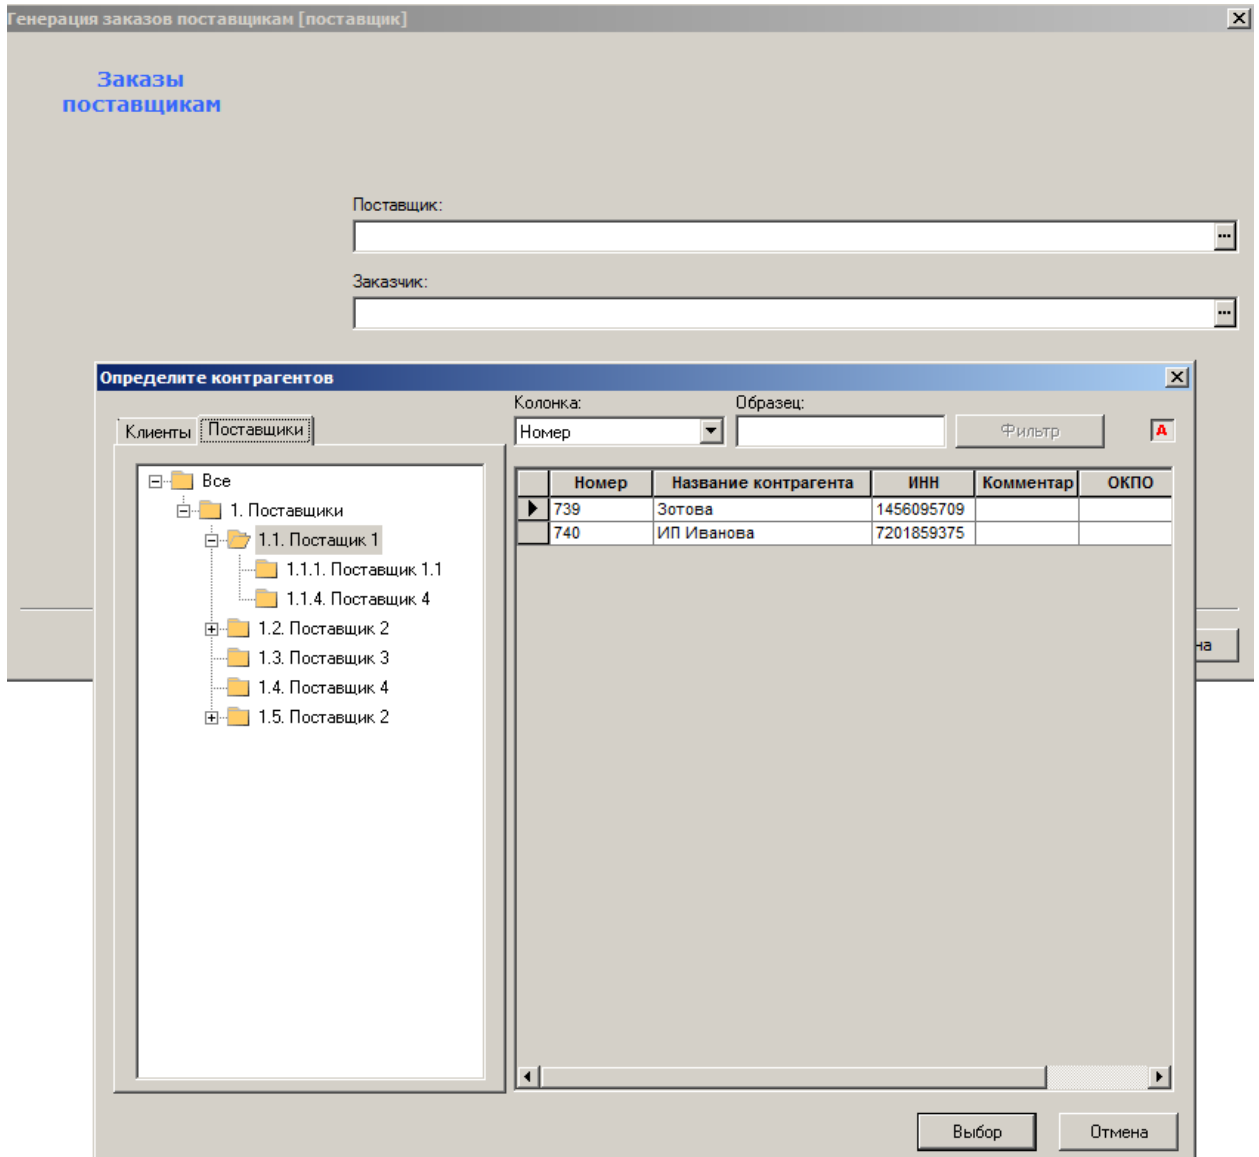 Генерация заказов поставщикам [поставщик]
Заказы
поставщикам
Поставщик:
...
Заказчик:
...
Определите контрагентов
Клиенты Поставщики
Колонка: Образец:
Номер Фильтр A
Все
1. Поставщики
1.1. Постащик 1
1.1.1. Поставщик 1.1
1.1.4. Поставщик 4
1.2. Поставщик 2
1.3. Поставщик 3
1.4. Поставщик 4
1.5. Поставщик 2
Номер Название контрагента ИНН Комментар ОКПО
739 Зотова 1456095709
740 ИП Иванова 7201859375
на
Выбор Отмена